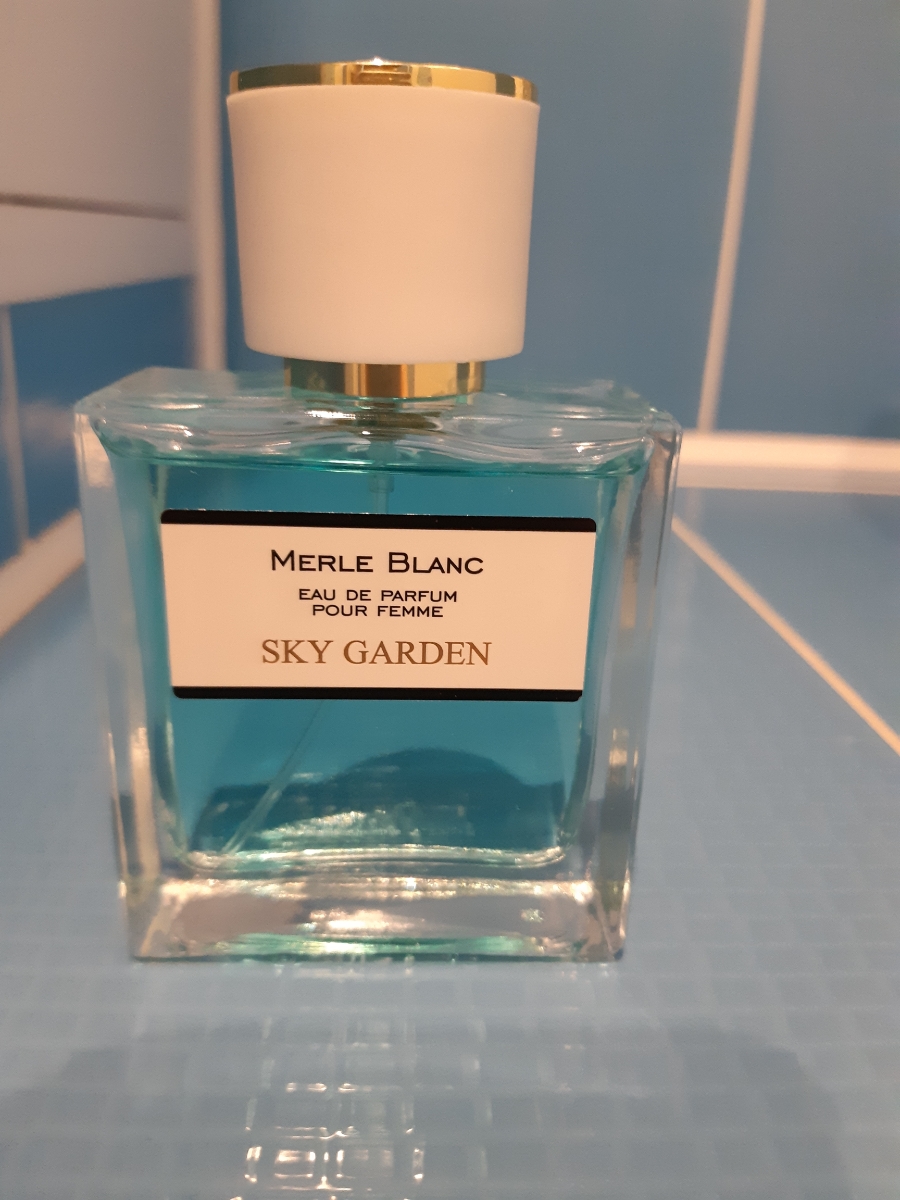 Merle Blanc
EAU DE PARFUM
POUR FEMME
SKY GARDEN